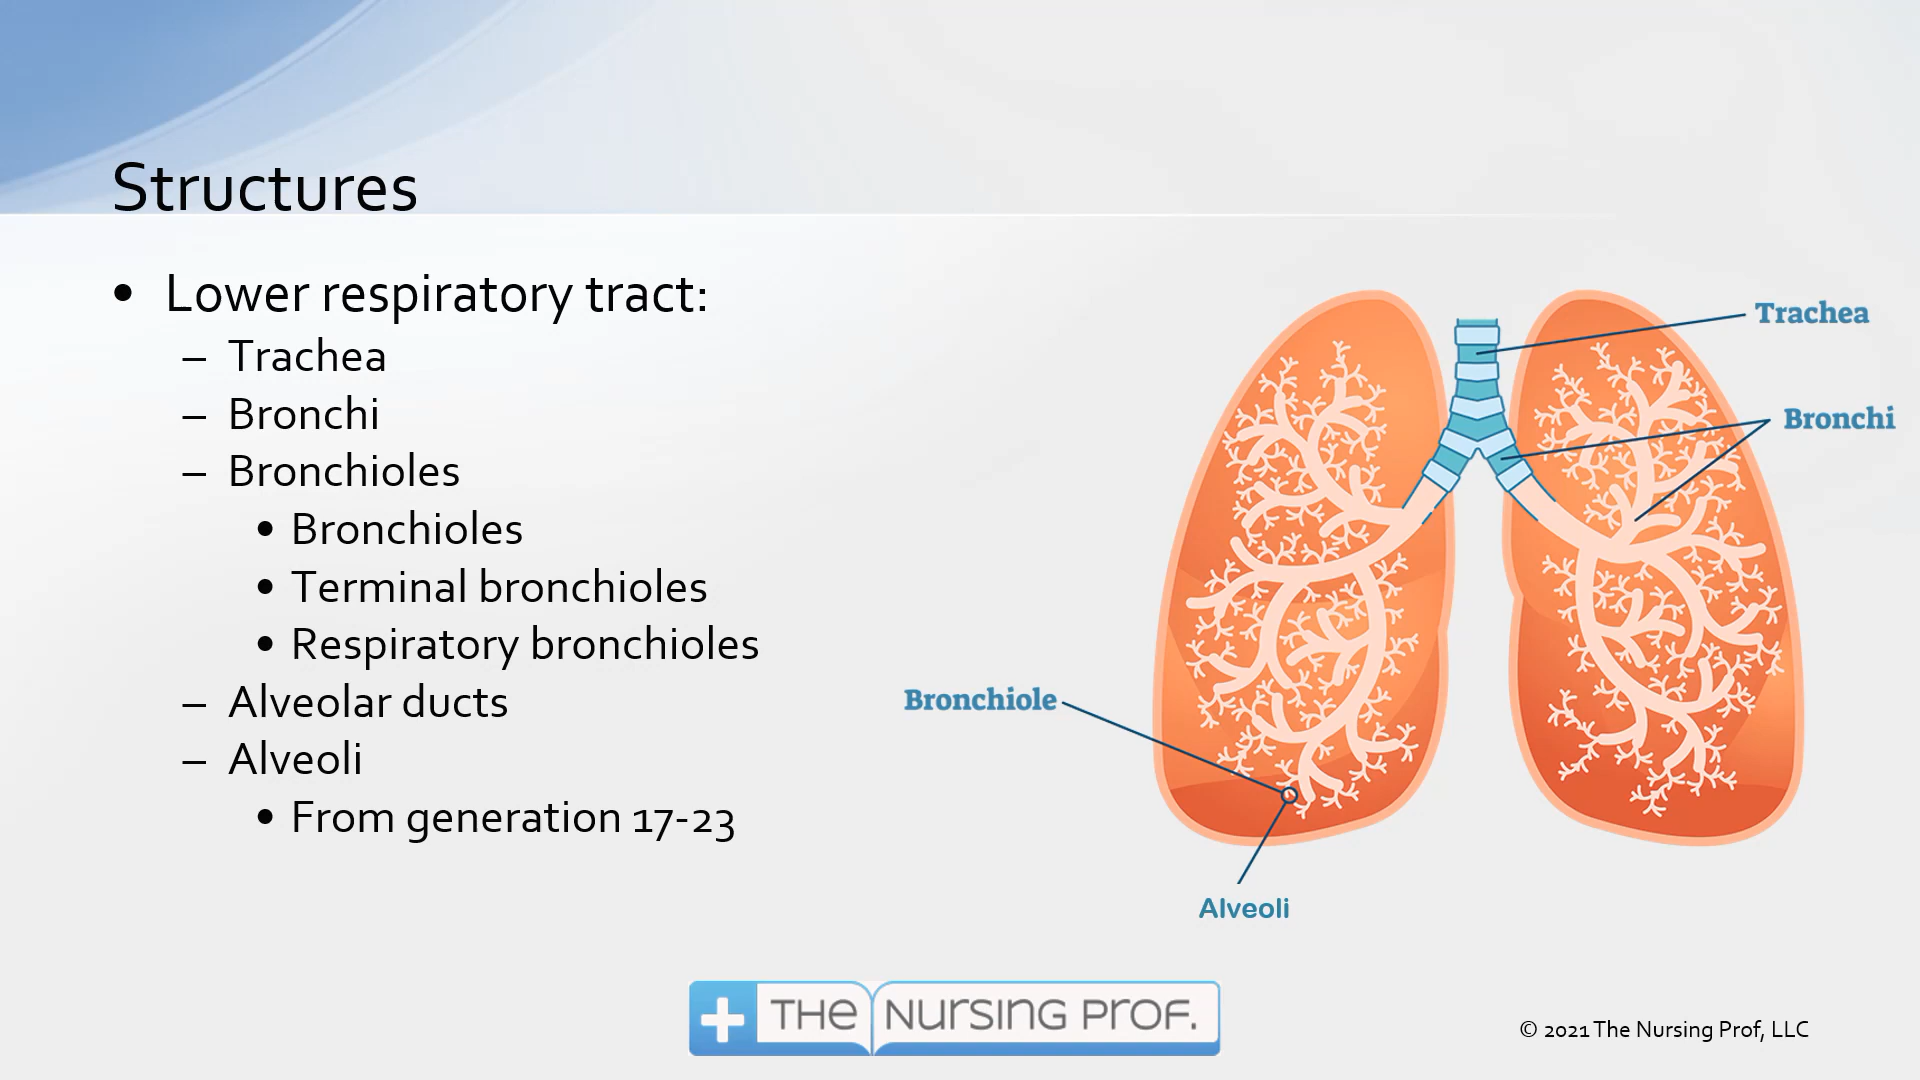 Structures
• Lower respiratory tract:
– Trachea
– Bronchi
– Bronchioles
• Bronchioles
• Terminal bronchioles
• Respiratory bronchioles
– Alveolar ducts
– Alveoli
• From generation 17-23
Trachea
Bronchi
Bronchiole
Alveoli
THE NURSING PROF.
© 2021 The Nursing Prof, LLC